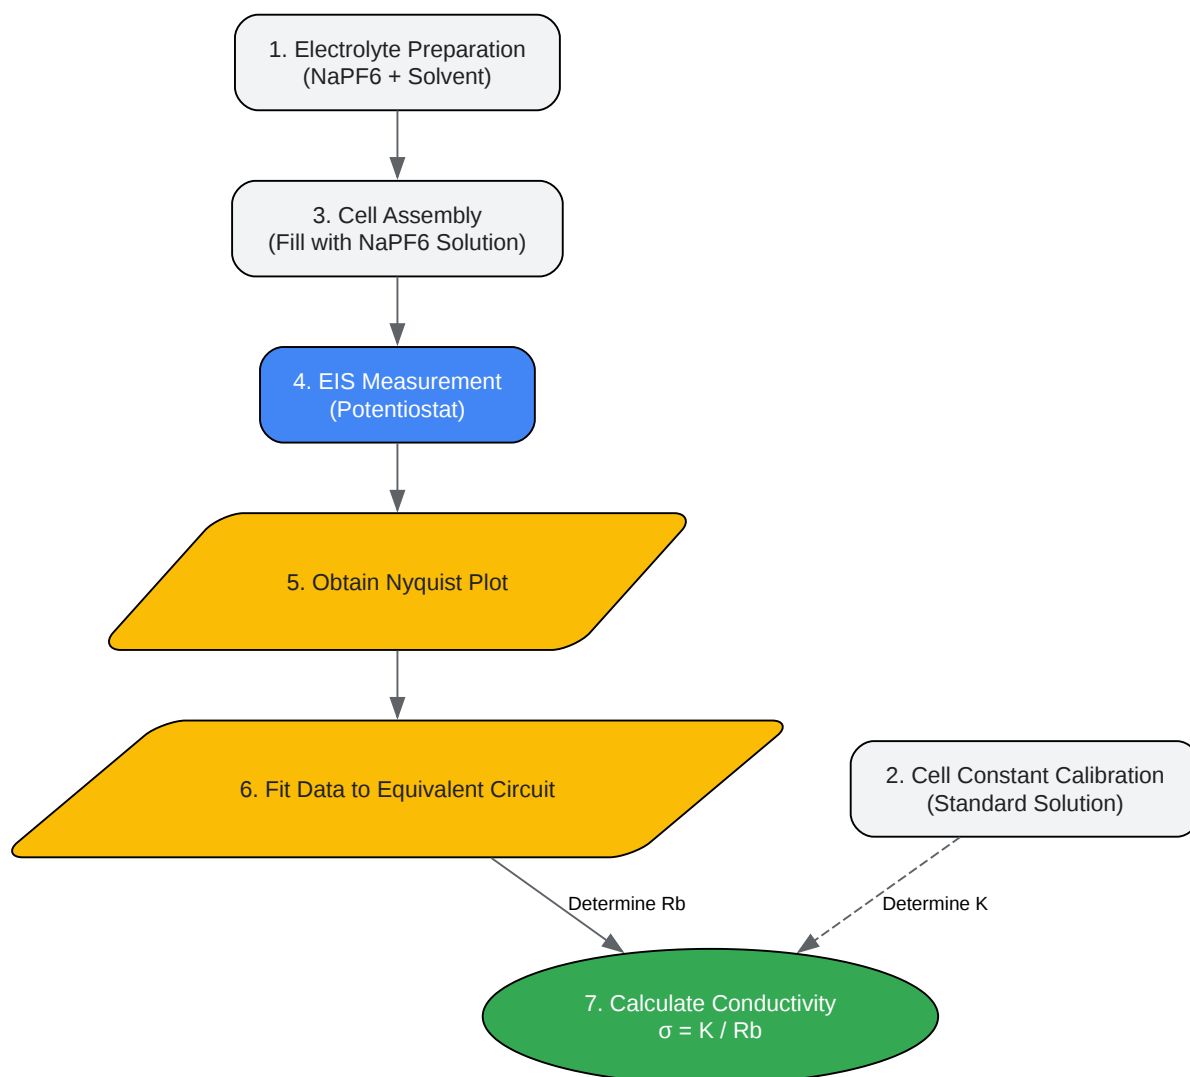 1. Electrolyte Preparation
(NaPF6 + Solvent)
3. Cell Assembly
(Fill with NaPF6 Solution)
4. EIS Measurement
(Potentiostat)
5. Obtain Nyquist Plot
6. Fit Data to Equivalent Circuit
2. Cell Constant Calibration
(Standard Solution)
Determine Rb
Determine K
7. Calculate Conductivity
σ = K / Rb